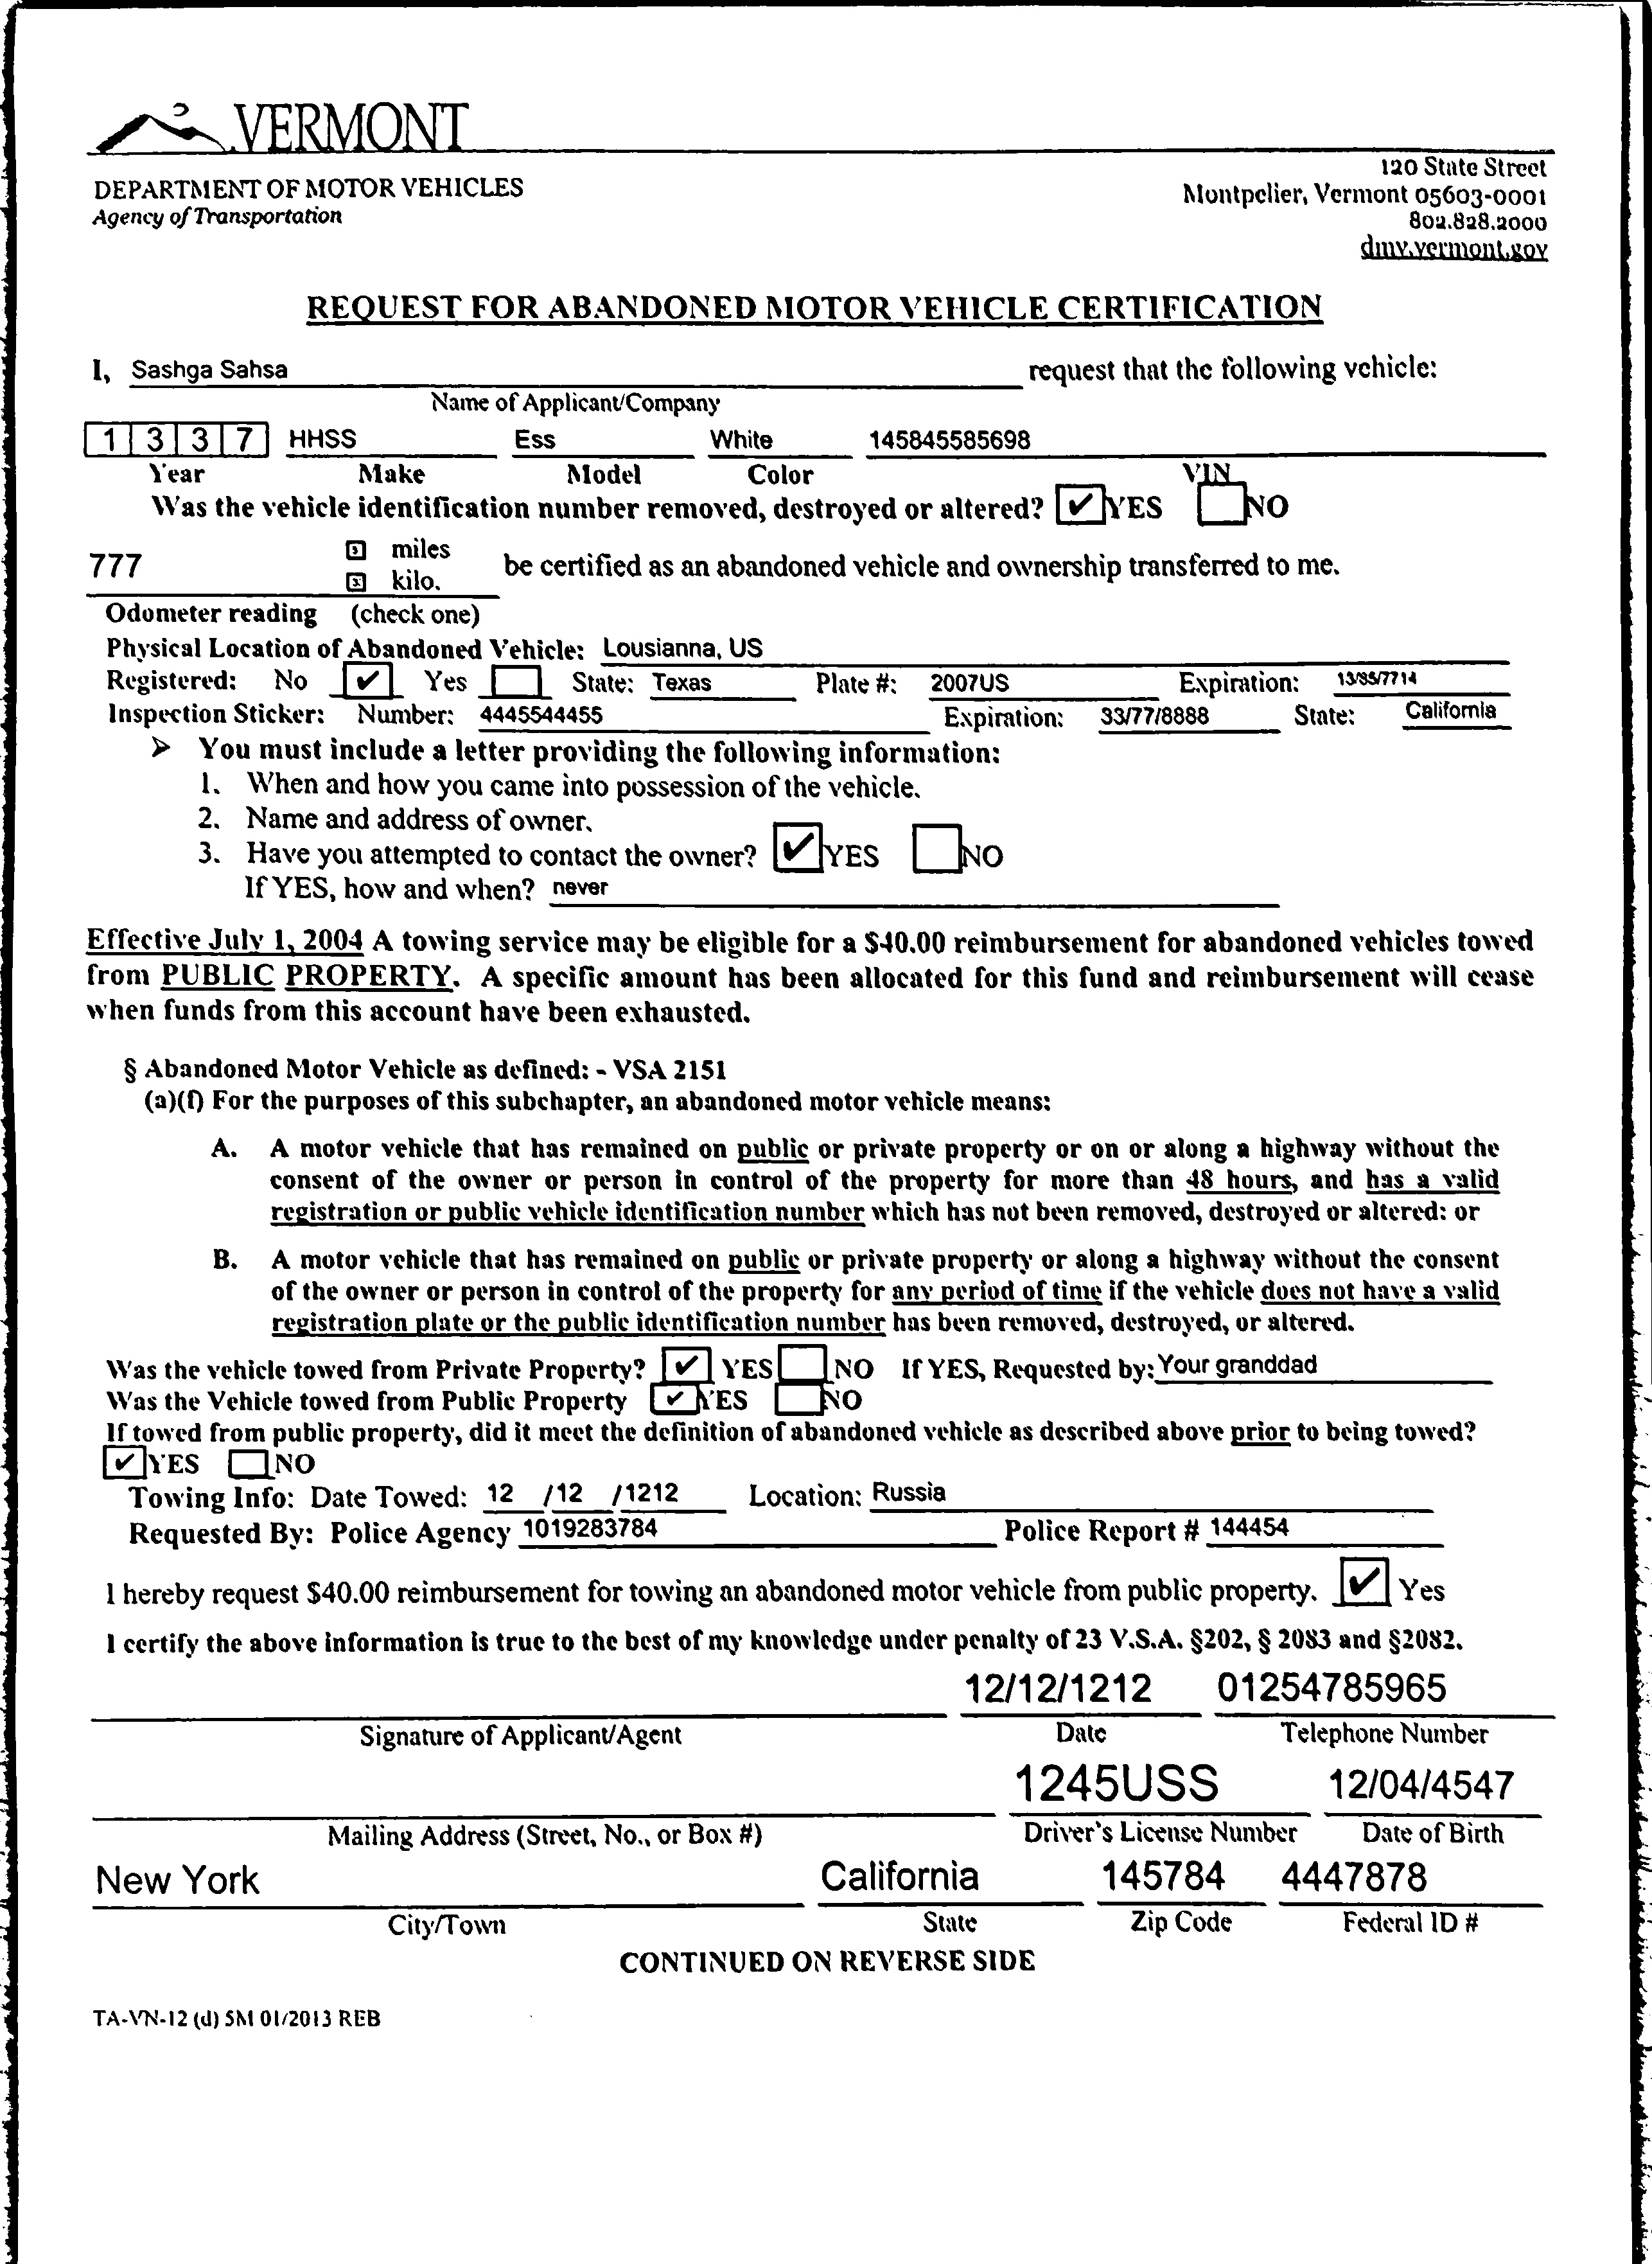 VERMONT
120 State Street
DEPARTMENT OF MOTOR VEHICLES
Montpelier, Vermont 05603-0001
Agency of Transportation
802.828.2000
dmv.vermont.gov
REQUEST FOR ABANDONED MOTOR VEHICLE CERTIFICATION
I, Sashga Sahsa request that the following vehicle:
Name of Applicant/Company
1 3 3 7 HHSS Ess White 145845585698
Year Make Model Color VIN
Was the vehicle identification number removed, destroyed or altered? ✔ YES NO
miles
777 be certified as an abandoned vehicle and ownership transferred to me.
kilo.
Odometer reading (check one)
Physical Location of Abandoned Vehicle: Lousianna, US
Registered: No ✔ Yes State: Texas Plate #: 2007US Expiration: 13/85/7714
Inspection Sticker: Number: 4445544455 Expiration: 33/77/8888 State: California
➢ You must include a letter providing the following information:
1. When and how you came into possession of the vehicle.
2. Name and address of owner.
3. Have you attempted to contact the owner? ✔ YES NO
If YES, how and when? never
Effective July 1, 2004 A towing service may be eligible for a $40.00 reimbursement for abandoned vehicles towed
from PUBLIC PROPERTY. A specific amount has been allocated for this fund and reimbursement will cease
when funds from this account have been exhausted.
§ Abandoned Motor Vehicle as defined: - VSA 2151
(a)(f) For the purposes of this subchapter, an abandoned motor vehicle means:
A. A motor vehicle that has remained on public or private property or on or along a highway without the
consent of the owner or person in control of the property for more than 48 hours, and has a valid
registration or public vehicle identification number which has not been removed, destroyed or altered: or
B. A motor vehicle that has remained on public or private property or along a highway without the consent
of the owner or person in control of the property for any period of time if the vehicle does not have a valid
registration plate or the public identification number has been removed, destroyed, or altered.
Was the vehicle towed from Private Property? ✔ YES NO If YES, Requested by: Your granddad
Was the Vehicle towed from Public Property ✔ YES NO
If towed from public property, did it meet the definition of abandoned vehicle as described above prior to being towed?
✔ YES NO
Towing Info: Date Towed: 12 /12 /1212 Location: Russia
Requested By: Police Agency 1019283784 Police Report # 144454
I hereby request $40.00 reimbursement for towing an abandoned motor vehicle from public property. ✔ Yes
I certify the above information is true to the best of my knowledge under penalty of 23 V.S.A. §202, § 2083 and §2082.
12/12/1212 01254785965
Signature of Applicant/Agent Date Telephone Number
1245USS 12/04/4547
Mailing Address (Street, No., or Box #) Driver's License Number Date of Birth
New York California 145784 4447878
City/Town State Zip Code Federal ID #
CONTINUED ON REVERSE SIDE
TA-VN-12 (d) 5M 01/2013 REB